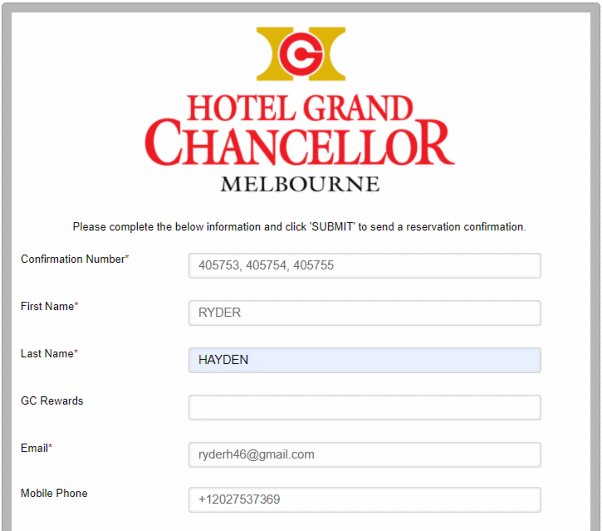 HOTEL GRAND
CHANCELLOR
MELBOURNE
Please complete the below information and click 'SUBMIT' to send a reservation confirmation.
Confirmation Number* 405753, 405754, 405755
First Name* RYDER
Last Name* HAYDEN
GC Rewards
Email* ryderh46@gmail.com
Mobile Phone +12027537369